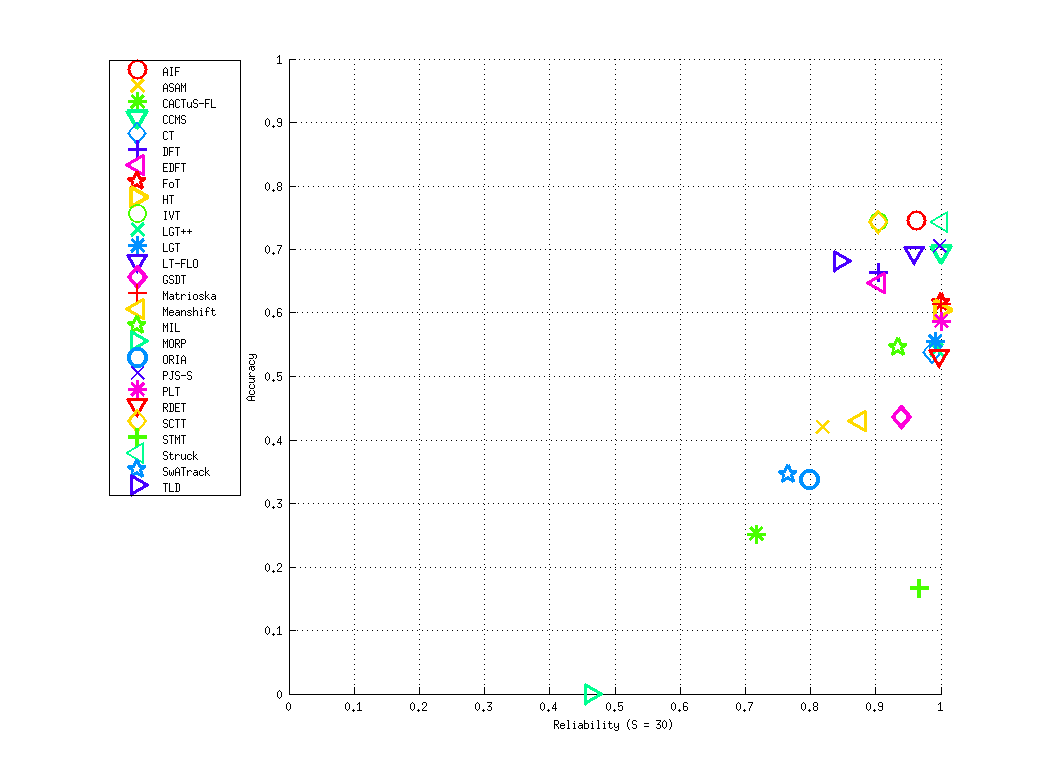 AIF
ASAM
CACTuS-FL
CCMS
CT
DFT
EDFT
FoT
HT
IVT
LGT++
LGT
LT-FLO
GSDT
Matrioska
Meanshift
MIL
MORP
ORIA
PJS-S
PLT
RDET
SCTT
STMT
Struck
SwATrack
TLD
1
0.9
0.8
0.7
0.6
0.5
0.4
0.3
0.2
0.1
0
Accuracy
0 0.1 0.2 0.3 0.4 0.5 0.6 0.7 0.8 0.9 1
Reliability (S = 30)